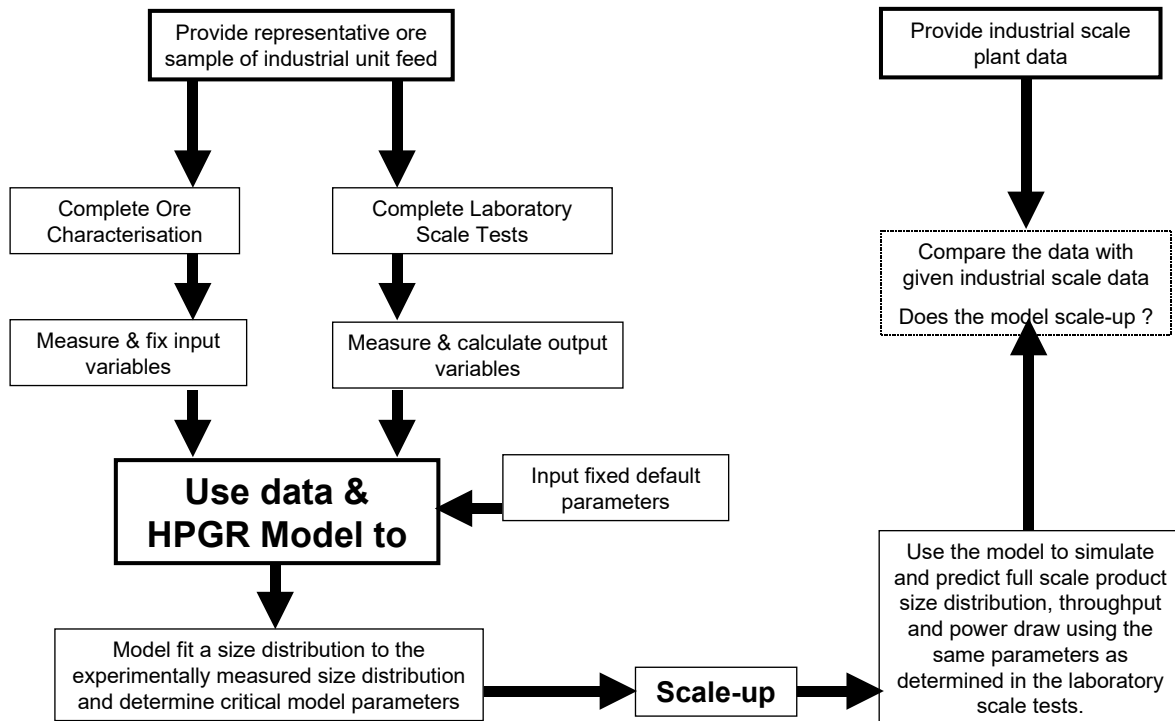 Provide representative ore
sample of industrial unit feed
Provide industrial scale
plant data
Complete Ore
Characterisation
Complete Laboratory
Scale Tests
Compare the data with
given industrial scale data
Does the model scale-up ?
Measure & fix input
variables
Measure & calculate output
variables
Use data &
HPGR Model to
Input fixed default
parameters
Model fit a size distribution to the
experimentally measured size distribution
and determine critical model parameters
Scale-up
Use the model to simulate
and predict full scale product
size distribution, throughput
and power draw using the
same parameters as
determined in the laboratory
scale tests.